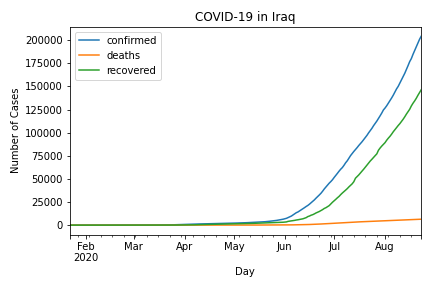 COVID-19 in Iraq
confirmed
deaths
recovered
Number of Cases
200000
175000
150000
125000
100000
75000
50000
25000
0
Feb Mar Apr May Jun Jul Aug
2020
Day